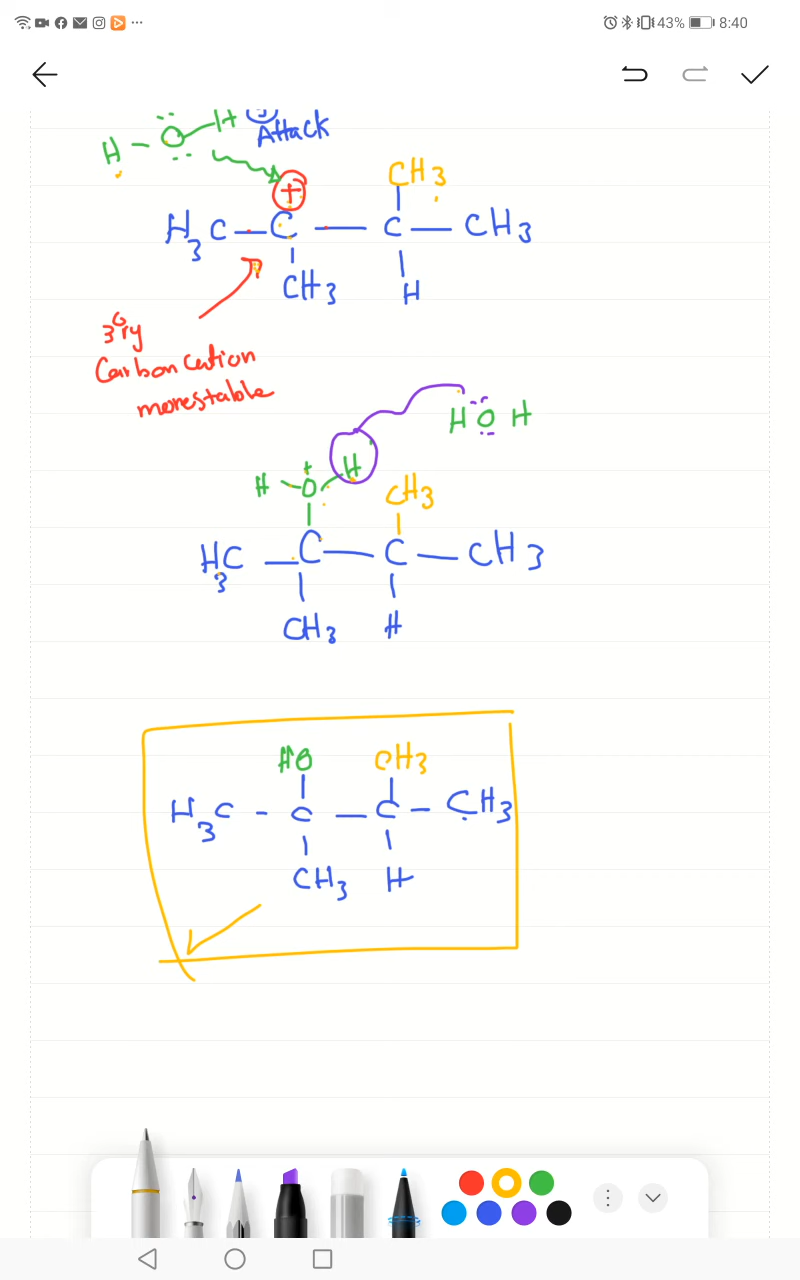 43% 8:40
H - O - H Attack
+ CH3
H3C - C - C - CH3
CH3 H
3ry
Carbon cation
more stable
H O H
H - O + - H CH3
H3C - C - C - CH3
CH3 H
HO CH3
H3C - C - C - CH3
CH3 H